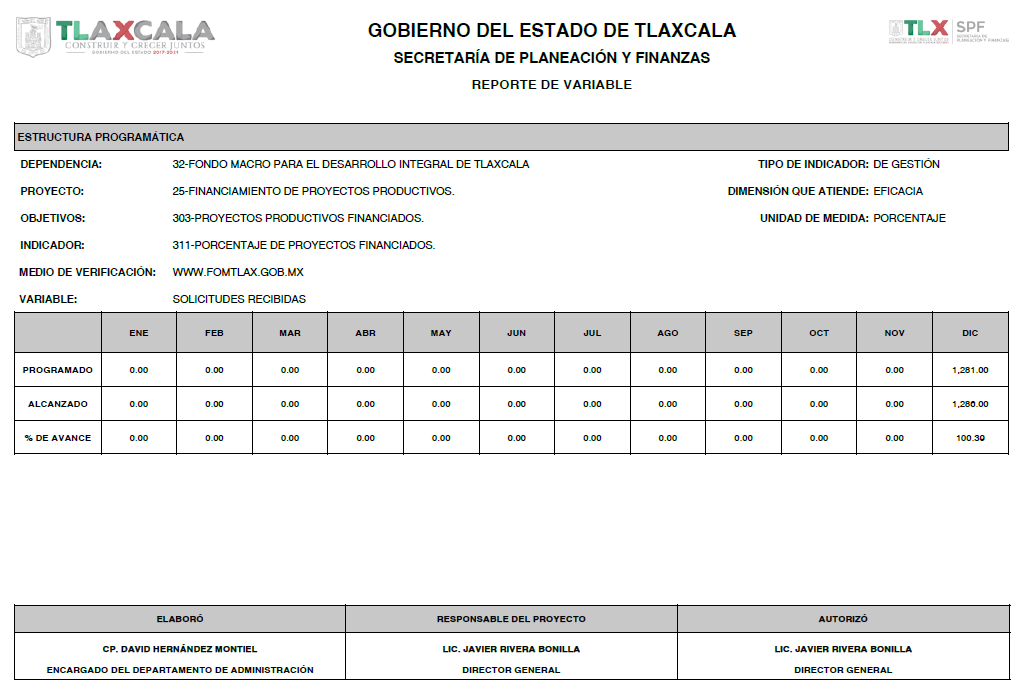 TLAXCALA
CONSTRUIR Y CRECER JUNTOS
GOBIERNO DEL ESTADO 2017-2021
GOBIERNO DEL ESTADO DE TLAXCALA
SECRETARÍA DE PLANEACIÓN Y FINANZAS
REPORTE DE VARIABLE
TLX SPF
SECRETARÍA DE
PLANEACIÓN Y FINANZAS
ESTRUCTURA PROGRAMÁTICA
DEPENDENCIA: 32-FONDO MACRO PARA EL DESARROLLO INTEGRAL DE TLAXCALA TIPO DE INDICADOR: DE GESTIÓN
PROYECTO: 25-FINANCIAMIENTO DE PROYECTOS PRODUCTIVOS. DIMENSIÓN QUE ATIENDE: EFICACIA
OBJETIVOS: 303-PROYECTOS PRODUCTIVOS FINANCIADOS. UNIDAD DE MEDIDA: PORCENTAJE
INDICADOR: 311-PORCENTAJE DE PROYECTOS FINANCIADOS.
MEDIO DE VERIFICACIÓN: WWW.FOMTLAX.GOB.MX
VARIABLE: SOLICITUDES RECIBIDAS
ENE FEB MAR ABR MAY JUN JUL AGO SEP OCT NOV DIC
PROGRAMADO 0.00 0.00 0.00 0.00 0.00 0.00 0.00 0.00 0.00 0.00 0.00 1,281.00
ALCANZADO 0.00 0.00 0.00 0.00 0.00 0.00 0.00 0.00 0.00 0.00 0.00 1,286.00
% DE AVANCE 0.00 0.00 0.00 0.00 0.00 0.00 0.00 0.00 0.00 0.00 0.00 100.39
ELABORÓ RESPONSABLE DEL PROYECTO AUTORIZÓ
CP. DAVID HERNÁNDEZ MONTIEL LIC. JAVIER RIVERA BONILLA LIC. JAVIER RIVERA BONILLA
ENCARGADO DEL DEPARTAMENTO DE ADMINISTRACIÓN DIRECTOR GENERAL DIRECTOR GENERAL